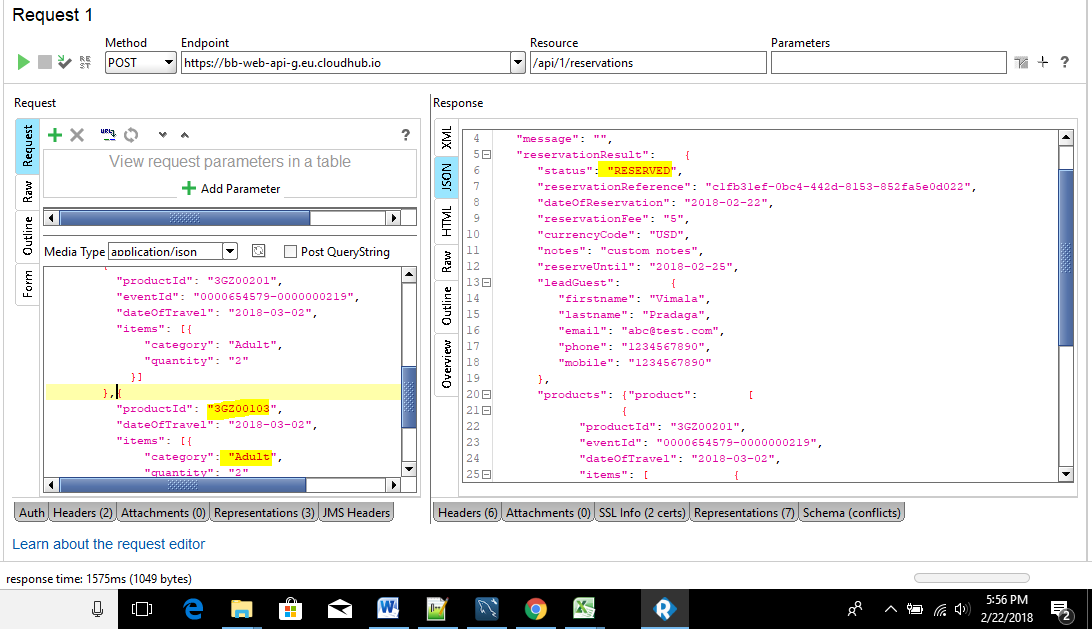 Request 1
Method
Endpoint
Resource
Parameters
RE
ST
POST
https://bb-web-api-g.eu.cloudhub.io
/api/1/reservations
?
Request
Request
Raw
Outline
Form
?
View request parameters in a table
Add Parameter
Media Type application/json Post QueryString
{
"productId": "3GZ00201",
"eventId": "0000654579-0000000219",
"dateOfTravel": "2018-03-02",
"items": [{
"category": "Adult",
"quantity": "2"
}]
},{
"productId": "3GZ00103",
"dateOfTravel": "2018-03-02",
"items": [{
"category": "Adult",
"quantity": "2"
Auth Headers (2) Attachments (0) Representations (3) JMS Headers
Response
XML
JSON
HTML
Raw
Outline
Overview
4 "message": "",
5 "reservationResult": {
6 "status": "RESERVED",
7 "reservationReference": "c1fb31ef-0bc4-442d-8153-852fa5e0d022",
8 "dateOfReservation": "2018-02-22",
9 "reservationFee": "5",
10 "currencyCode": "USD",
11 "notes": "custom notes",
12 "reserveUntil": "2018-02-25",
13 "leadGuest": {
14 "firstname": "Vimala",
15 "lastname": "Pradaga",
16 "email": "abc@test.com",
17 "phone": "1234567890",
18 "mobile": "1234567890"
19 },
20 "products": {"product": [
21 {
22 "productId": "3GZ00201",
23 "eventId": "0000654579-0000000219",
24 "dateOfTravel": "2018-03-02",
25 "items": [ {
Headers (6) Attachments (0) SSL Info (2 certs) Representations (7) Schema (conflicts)
Learn about the request editor
response time: 1575ms (1049 bytes)
5:56 PM
2/22/2018
2